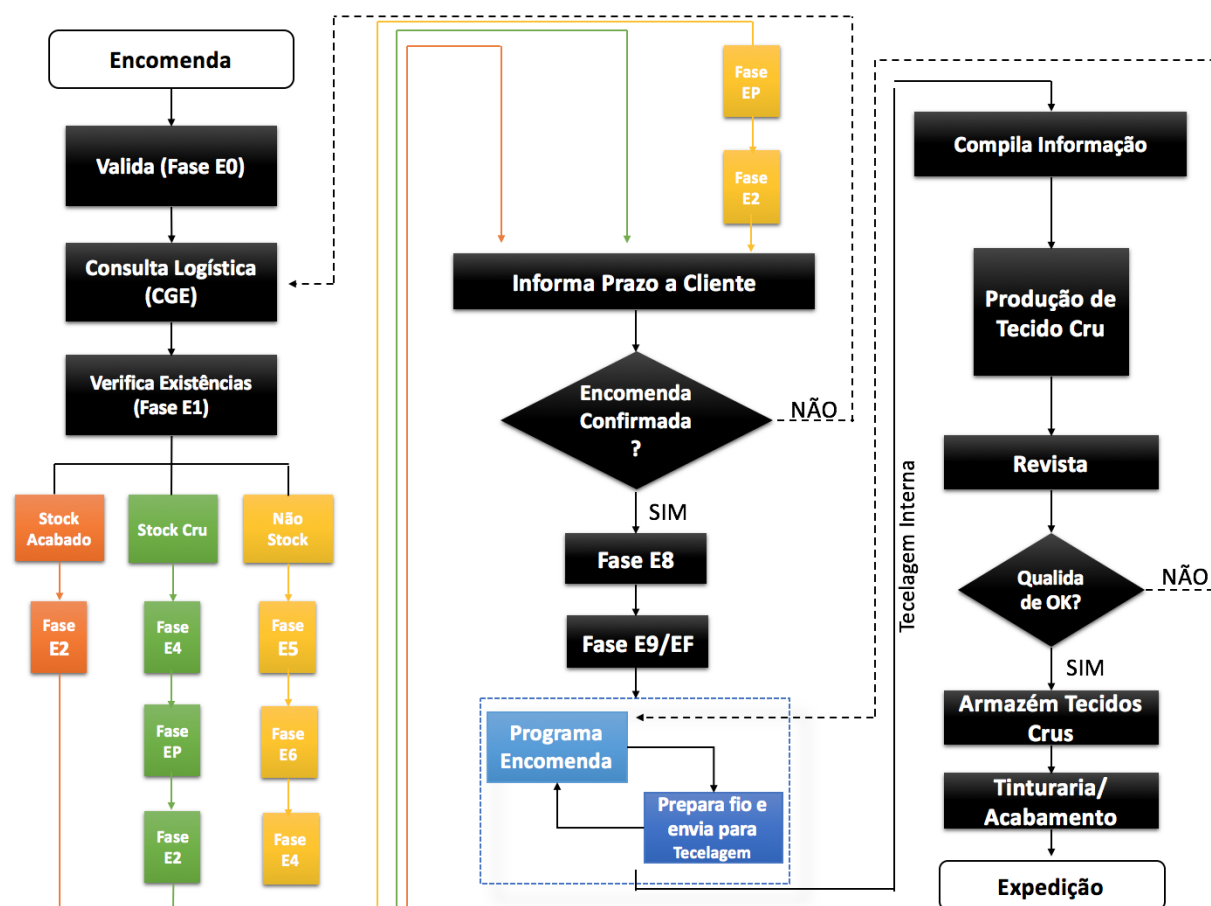 Encomenda
Valida (Fase E0)
Consulta Logística
(CGE)
Verifica Existências
(Fase E1)
Stock
Acabado
Fase
E2
Stock Cru
Fase
E4
Fase
EP
Fase
E2
Não
Stock
Fase
E5
Fase
E6
Fase
E4
Fase
EP
Fase
E2
Informa Prazo a Cliente
Encomenda
Confirmada
?
NÃO
SIM
Fase E8
Fase E9/EF
Programa
Encomenda
Prepara fio e
envia para
Tecelagem
Tecelagem Interna
Compila Informação
Produção de
Tecido Cru
Revista
Qualida
de OK?
NÃO
SIM
Armazém Tecidos
Crus
Tinturaria/
Acabamento
Expedição